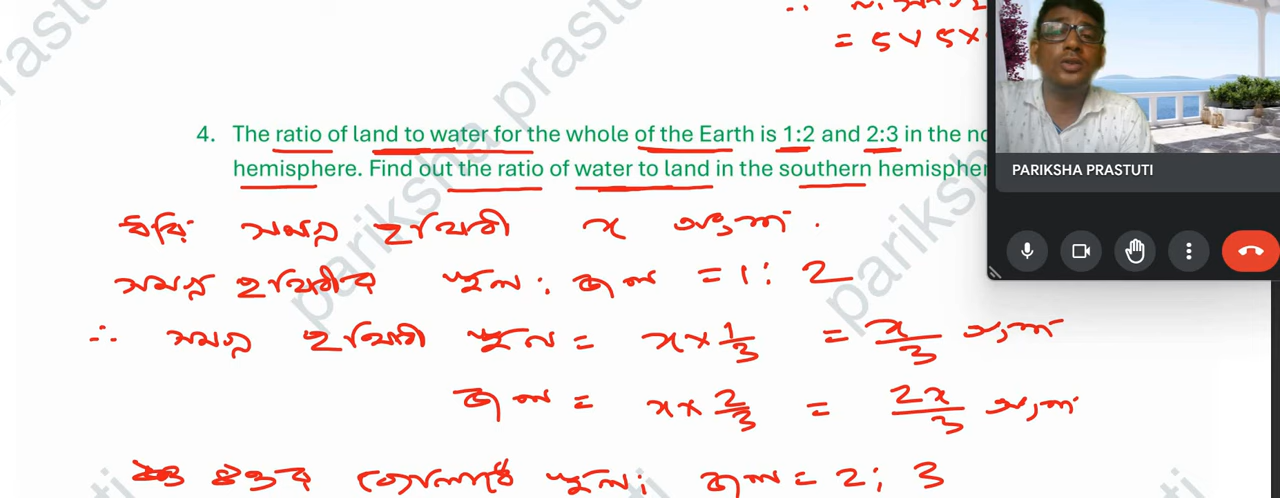 = 5 × 5 ×
4. The ratio of land to water for the whole of the Earth is 1:2 and 2:3 in the no
hemisphere. Find out the ratio of water to land in the southern hemispher
PARIKSHA PRASTUTI
ধরি সমগ্র পৃথিবী x অংশ.
সমগ্র পৃথিবীর স্থল : জল = 1 : 2
∴ সমগ্র পৃথিবী স্থল = x × 1/3 = x/3 অংশ
জল = x × 2/3 = 2x/3 অংশ
উত্তর গোলার্ধে স্থল : জল = 2 : 3
pariksha prastuti